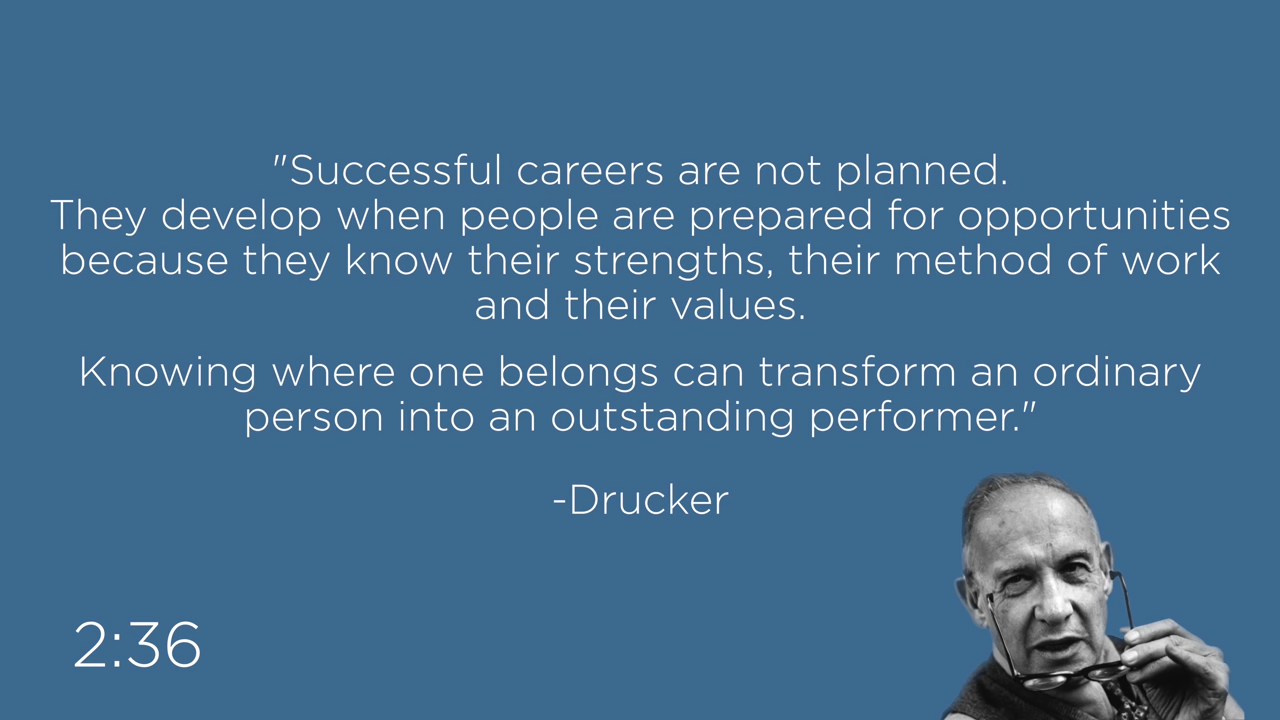 "Successful careers are not planned.
They develop when people are prepared for opportunities
because they know their strengths, their method of work
and their values.
Knowing where one belongs can transform an ordinary
person into an outstanding performer."
-Drucker
2:36